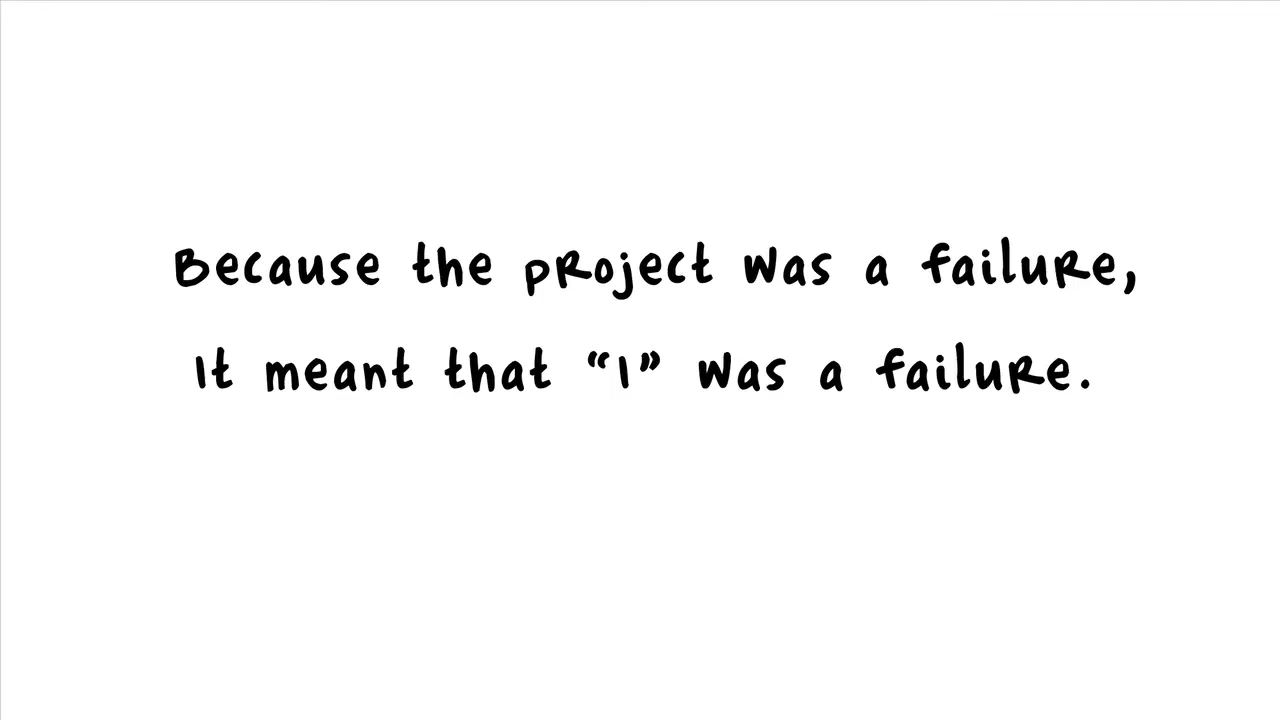 Because the project was a failure,
It meant that “I” was a failure.